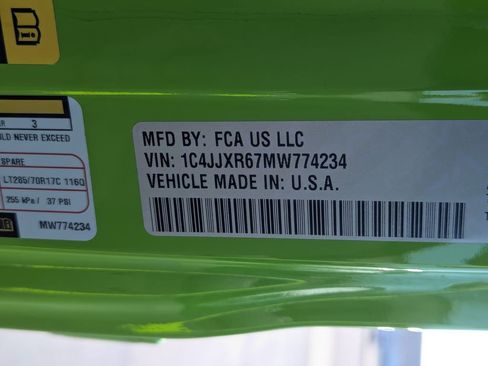 3
LD NEVER EXCEED
SPARE
LT285/70R17C 116Q
255 kPa / 37 PSI
MW774234
MFD BY: FCA US LLC
VIN: 1C4JJXR67MW774234
VEHICLE MADE IN: U.S.A.